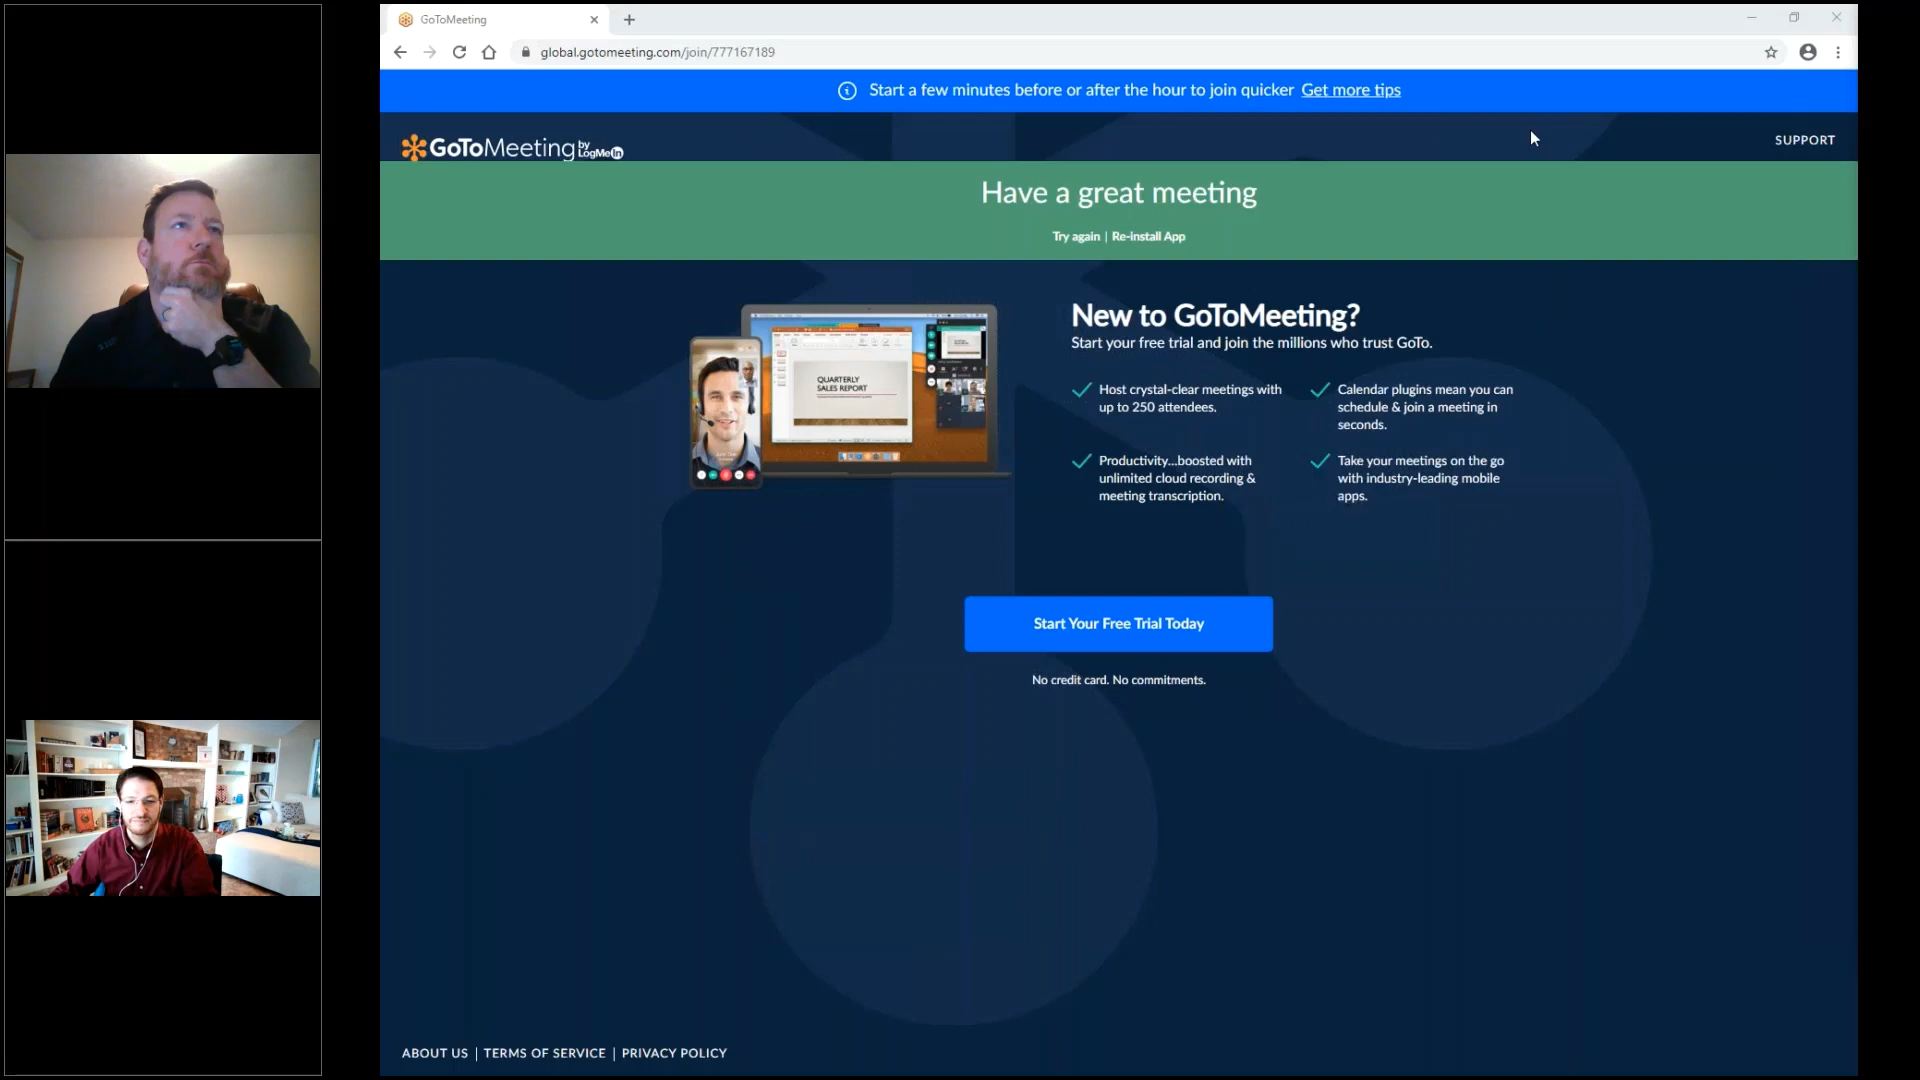 GoToMeeting
global.gotomeeting.com/join/777167189
Start a few minutes before or after the hour to join quicker Get more tips
GoToMeeting by LogMeIn
SUPPORT
Have a great meeting
Try again | Re-install App
QUARTERLY
SALES REPORT
New to GoToMeeting?
Start your free trial and join the millions who trust GoTo.
Host crystal-clear meetings with
up to 250 attendees.
Calendar plugins mean you can
schedule & join a meeting in
seconds.
Productivity...boosted with
unlimited cloud recording &
meeting transcription.
Take your meetings on the go
with industry-leading mobile
apps.
Start Your Free Trial Today
No credit card. No commitments.
ABOUT US | TERMS OF SERVICE | PRIVACY POLICY